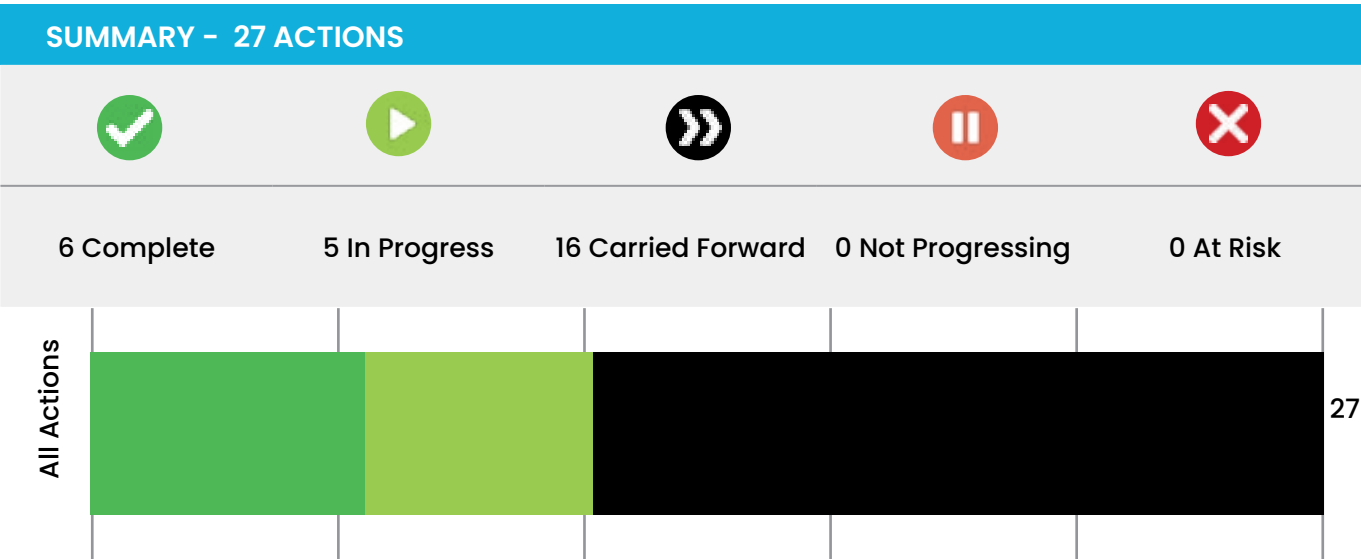 SUMMARY - 27 ACTIONS
6 Complete
5 In Progress
16 Carried Forward
0 Not Progressing
0 At Risk
All Actions
27